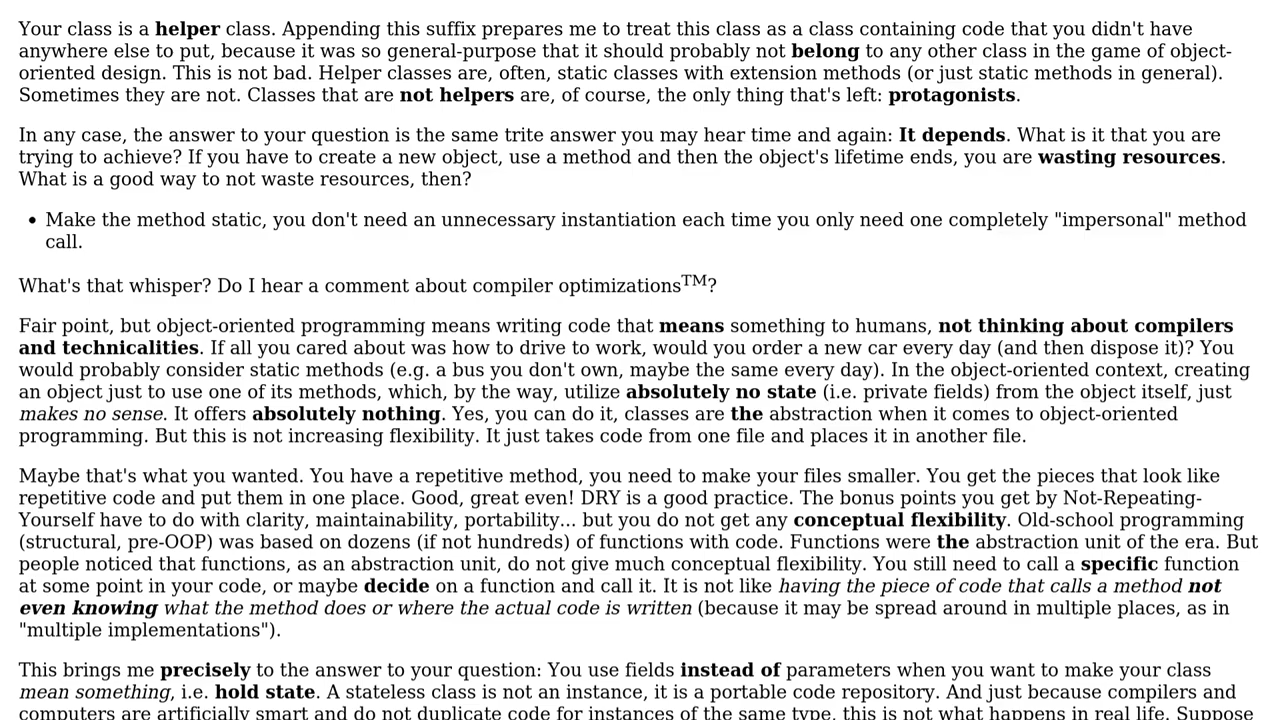 Your class is a helper class. Appending this suffix prepares me to treat this class as a class containing code that you didn't have
anywhere else to put, because it was so general-purpose that it should probably not belong to any other class in the game of object-
oriented design. This is not bad. Helper classes are, often, static classes with extension methods (or just static methods in general).
Sometimes they are not. Classes that are not helpers are, of course, the only thing that's left: protagonists.
In any case, the answer to your question is the same trite answer you may hear time and again: It depends. What is it that you are
trying to achieve? If you have to create a new object, use a method and then the object's lifetime ends, you are wasting resources.
What is a good way to not waste resources, then?
• Make the method static, you don't need an unnecessary instantiation each time you only need one completely "impersonal" method
call.
What's that whisper? Do I hear a comment about compiler optimizationsTM?
Fair point, but object-oriented programming means writing code that means something to humans, not thinking about compilers
and technicalities. If all you cared about was how to drive to work, would you order a new car every day (and then dispose it)? You
would probably consider static methods (e.g. a bus you don't own, maybe the same every day). In the object-oriented context, creating
an object just to use one of its methods, which, by the way, utilize absolutely no state (i.e. private fields) from the object itself, just
makes no sense. It offers absolutely nothing. Yes, you can do it, classes are the abstraction when it comes to object-oriented
programming. But this is not increasing flexibility. It just takes code from one file and places it in another file.
Maybe that's what you wanted. You have a repetitive method, you need to make your files smaller. You get the pieces that look like
repetitive code and put them in one place. Good, great even! DRY is a good practice. The bonus points you get by Not-Repeating-
Yourself have to do with clarity, maintainability, portability... but you do not get any conceptual flexibility. Old-school programming
(structural, pre-OOP) was based on dozens (if not hundreds) of functions with code. Functions were the abstraction unit of the era. But
people noticed that functions, as an abstraction unit, do not give much conceptual flexibility. You still need to call a specific function
at some point in your code, or maybe decide on a function and call it. It is not like having the piece of code that calls a method not
even knowing what the method does or where the actual code is written (because it may be spread around in multiple places, as in
"multiple implementations").
This brings me precisely to the answer to your question: You use fields instead of parameters when you want to make your class
mean something, i.e. hold state. A stateless class is not an instance, it is a portable code repository. And just because compilers and
computers are artificially smart and do not duplicate code for instances of the same type, this is not what happens in real life. Suppose